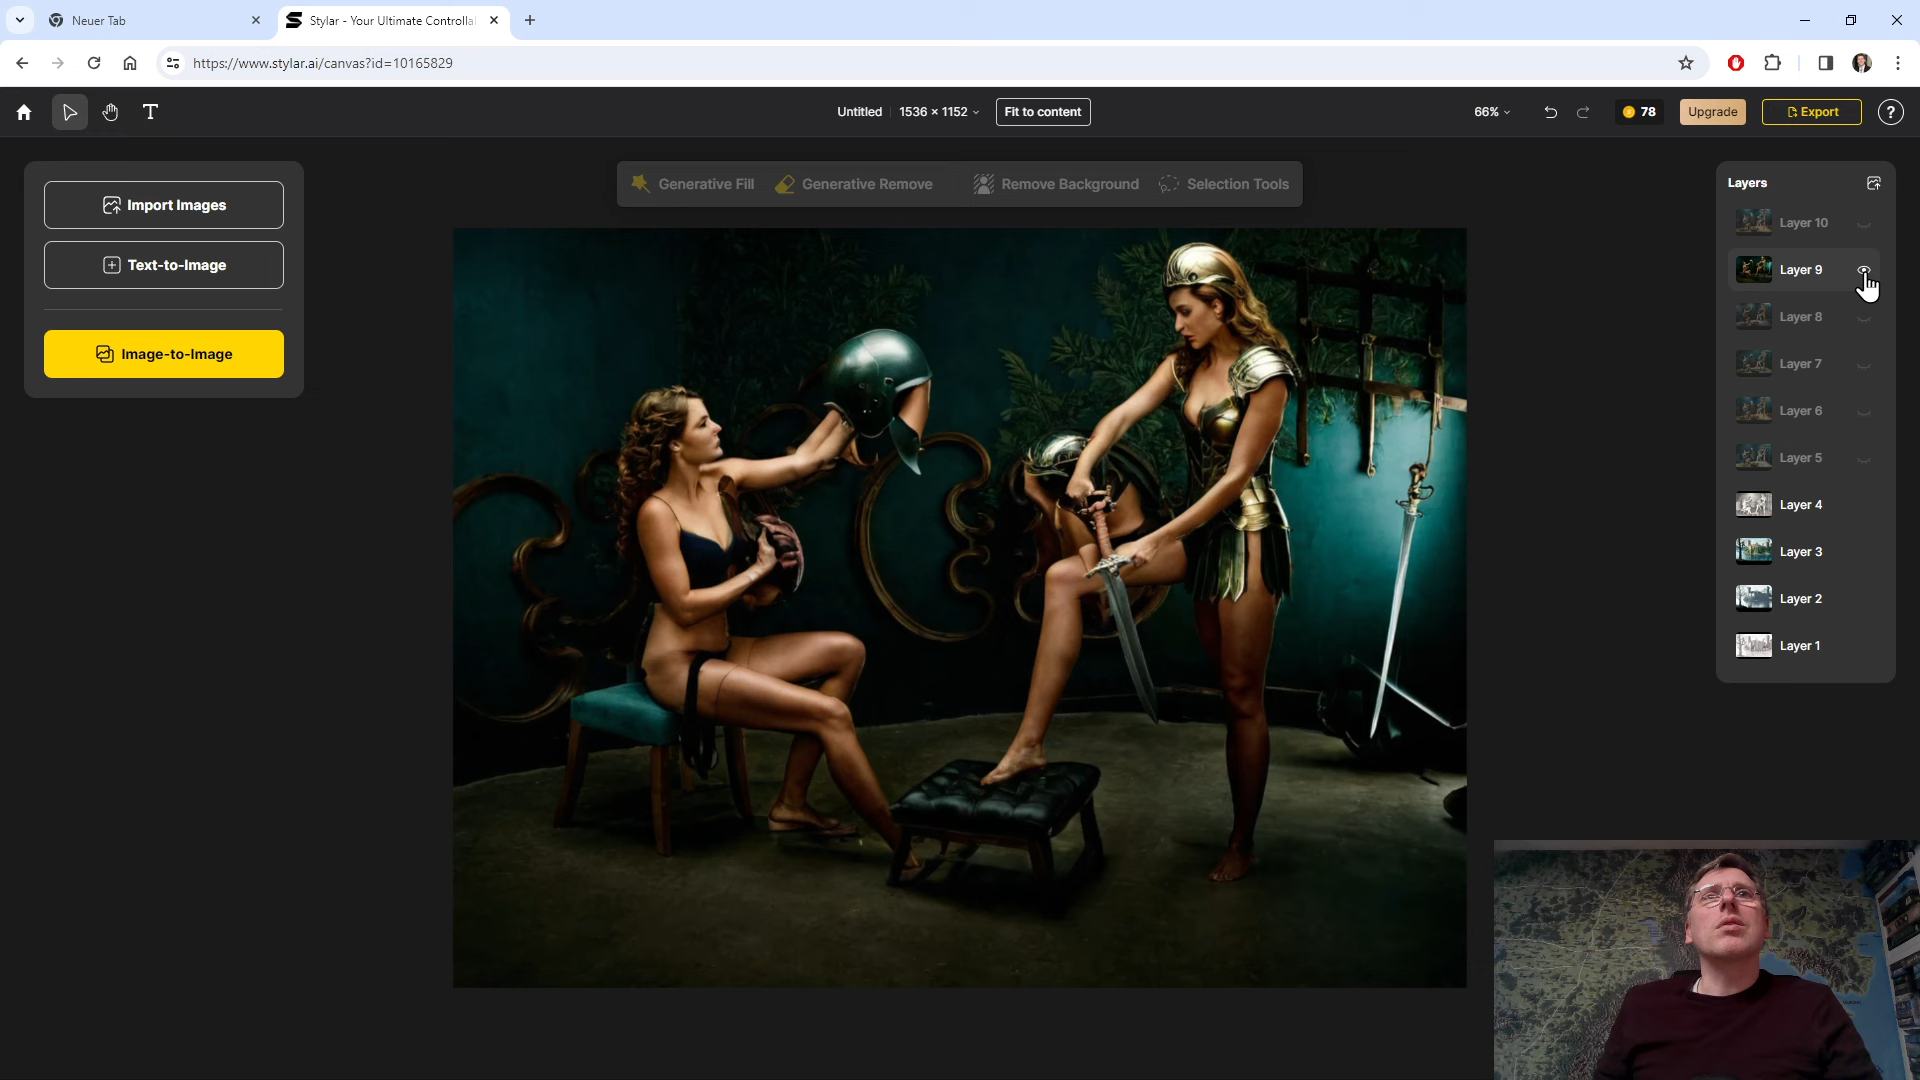 Neuer Tab
Stylar - Your Ultimate Controlla
https://www.stylar.ai/canvas?id=10165829
T
Untitled
1536 × 1152
Fit to content
66%
78
Upgrade
Export
?
Import Images
Text-to-Image
Image-to-Image
Generative Fill
Generative Remove
Remove Background
Selection Tools
Layers
Layer 10
Layer 9
Layer 8
Layer 7
Layer 6
Layer 5
Layer 4
Layer 3
Layer 2
Layer 1